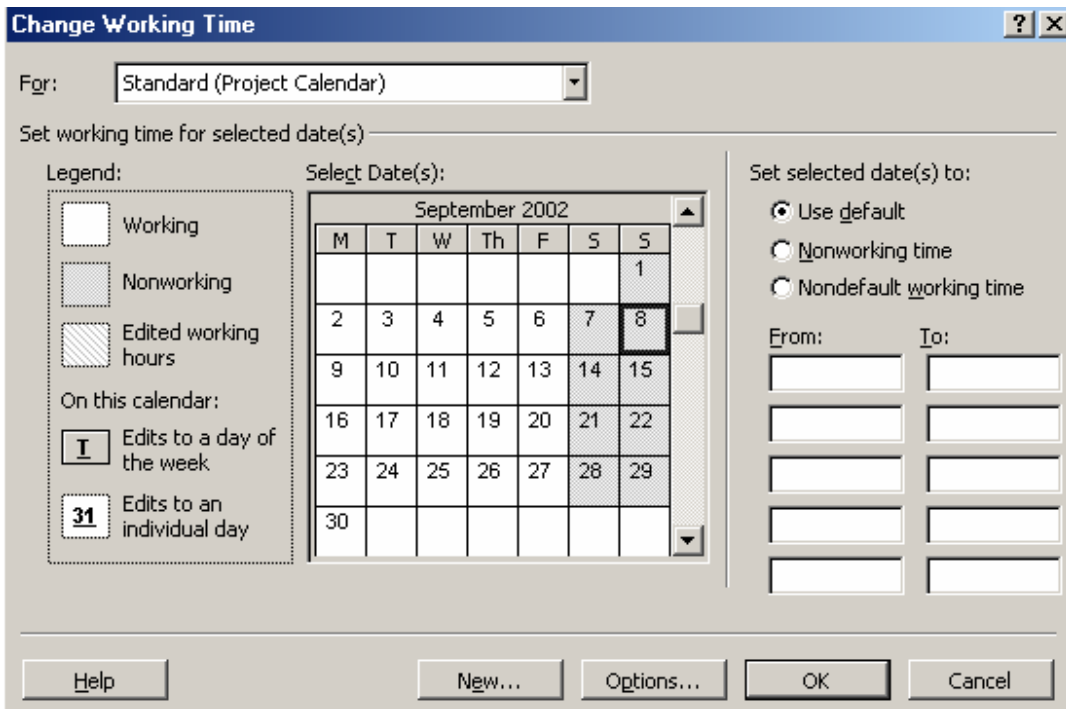 Change Working Time
For: Standard (Project Calendar)
Set working time for selected date(s)
Legend:
Working
Nonworking
Edited working
hours
On this calendar:
T Edits to a day of
the week
31 Edits to an
individual day
Select Date(s):
September 2002
M T W Th F S S
1
2 3 4 5 6 7 8
9 10 11 12 13 14 15
16 17 18 19 20 21 22
23 24 25 26 27 28 29
30
Set selected date(s) to:
Use default
Nonworking time
Nondefault working time
From: To:
Help New... Options... OK Cancel